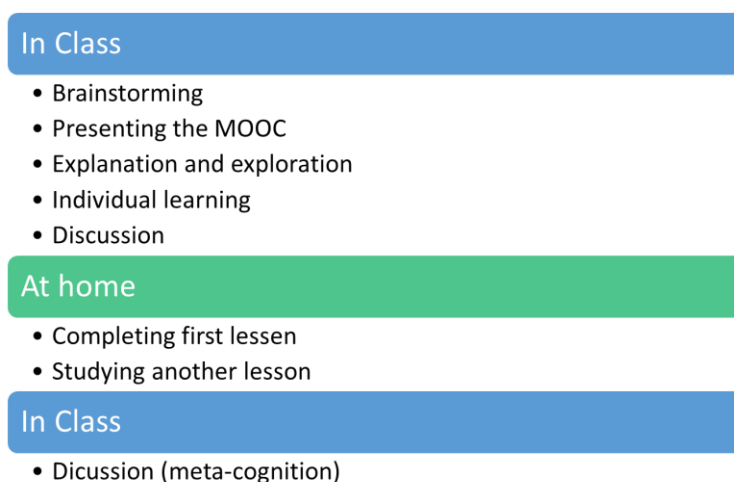 In Class
• Brainstorming
• Presenting the MOOC
• Explanation and exploration
• Individual learning
• Discussion
At home
• Completing first lessen
• Studying another lesson
In Class
• Dicussion (meta-cognition)